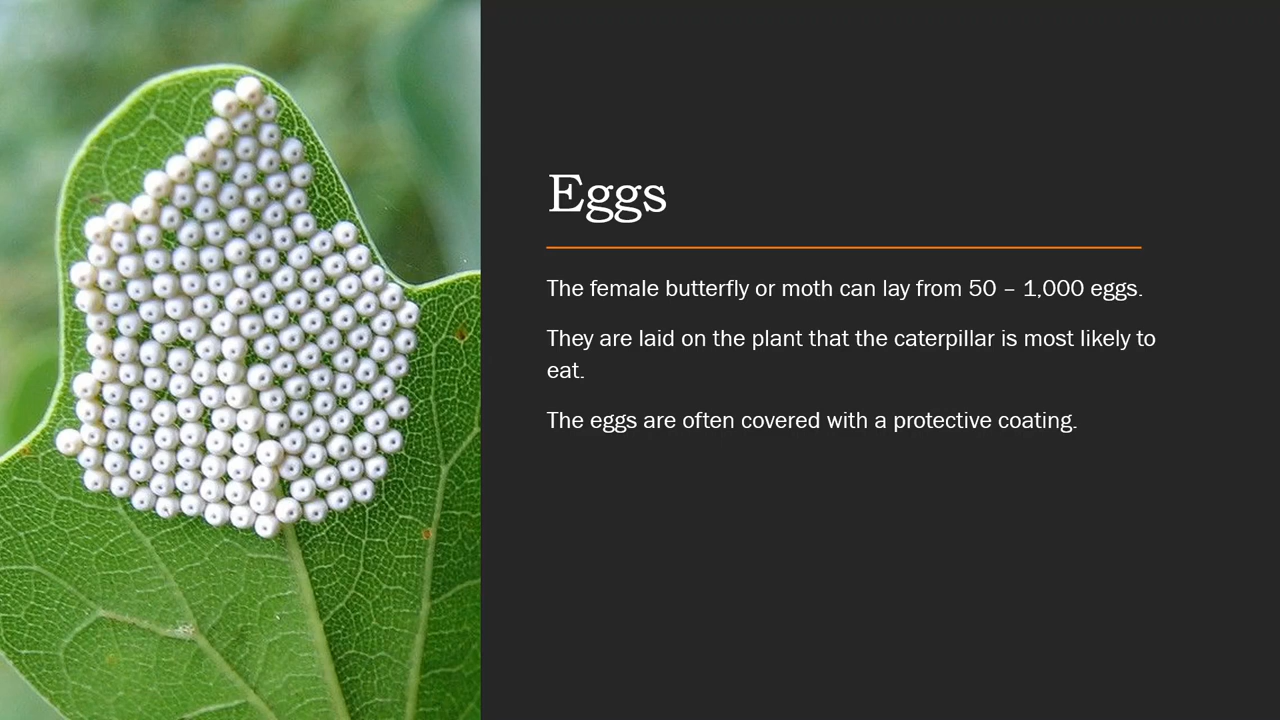 Eggs
The female butterfly or moth can lay from 50 – 1,000 eggs.
They are laid on the plant that the caterpillar is most likely to
eat.
The eggs are often covered with a protective coating.